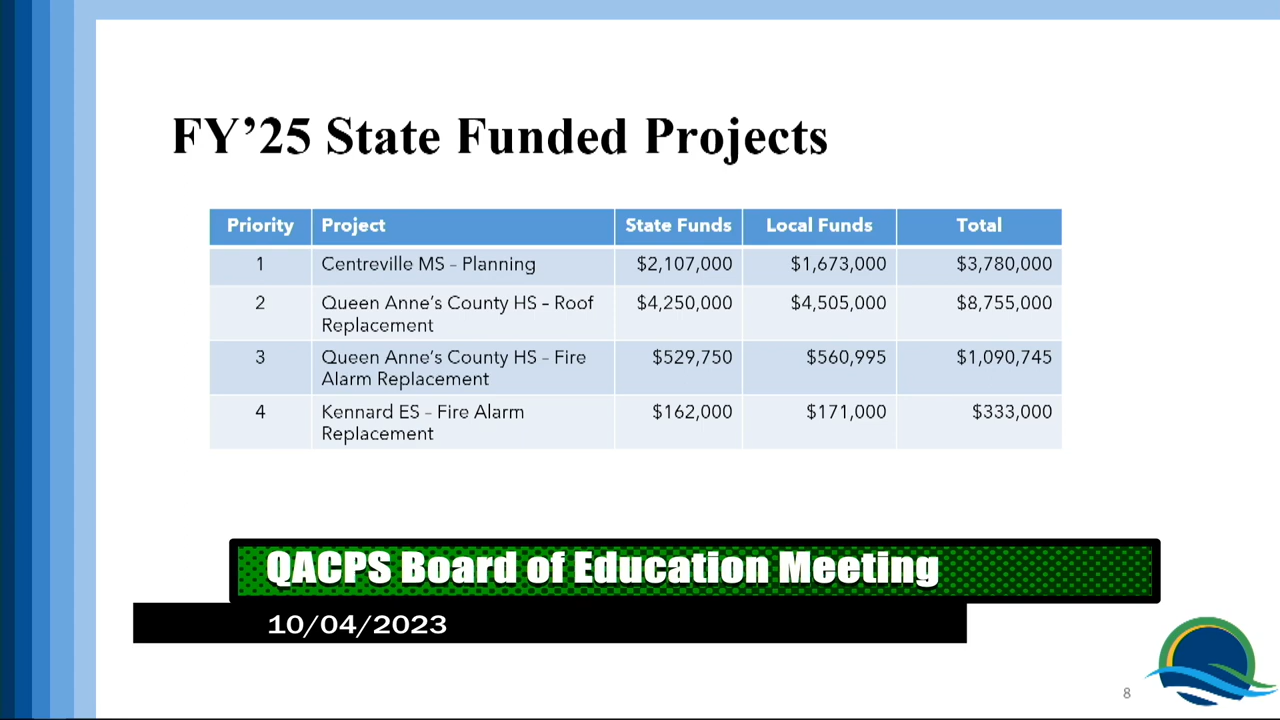 FY’25 State Funded Projects
Priority Project State Funds Local Funds Total
1 Centreville MS – Planning $2,107,000 $1,673,000 $3,780,000
2 Queen Anne’s County HS – Roof $4,250,000 $4,505,000 $8,755,000
Replacement
3 Queen Anne’s County HS – Fire $529,750 $560,995 $1,090,745
Alarm Replacement
4 Kennard ES – Fire Alarm $162,000 $171,000 $333,000
Replacement
QACPS Board of Education Meeting
10/04/2023
8